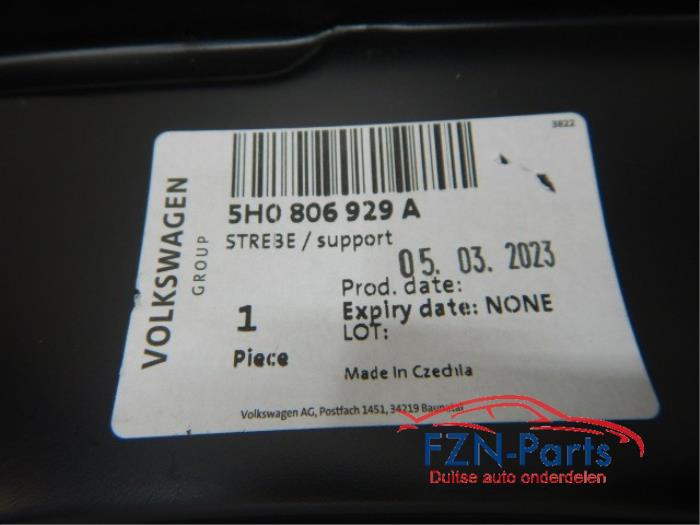 3822
VOLKSWAGEN
GROUP
5H0 806 929 A
STREBE / support
05. 03. 2023
Prod. date:
1
Expiry date: NONE
Piece
LOT:
Made In Czechia
Volkswagen AG, Postfach 1451, 34219 Baunatal
FZN-Parts
Duitse auto onderdelen